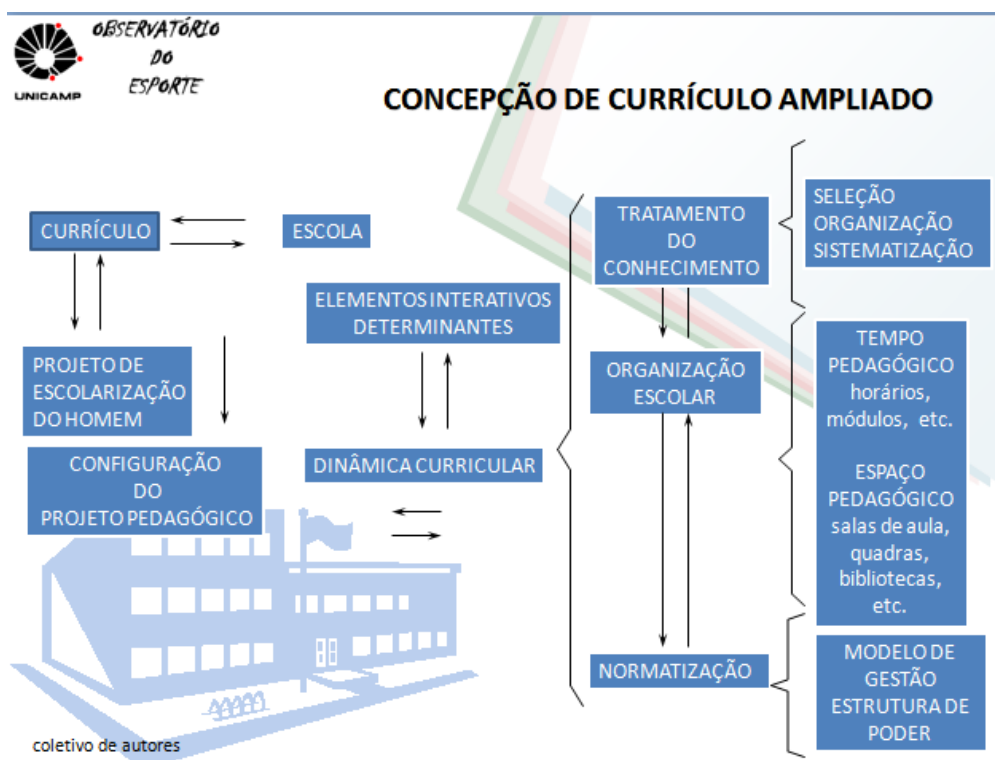 UNICAMP
OBSERVATÓRIO
DO
ESPORTE
CONCEPÇÃO DE CURRÍCULO AMPLIADO
CURRÍCULO
ESCOLA
PROJETO DE
ESCOLARIZAÇÃO
DO HOMEM
CONFIGURAÇÃO
DO
PROJETO PEDAGÓGICO
ELEMENTOS INTERATIVOS
DETERMINANTES
DINÂMICA CURRICULAR
TRATAMENTO
DO
CONHECIMENTO
ORGANIZAÇÃO
ESCOLAR
NORMATIZAÇÃO
SELEÇÃO
ORGANIZAÇÃO
SISTEMATIZAÇÃO
TEMPO
PEDAGÓGICO
horários,
módulos, etc.
ESPAÇO
PEDAGÓGICO
salas de aula,
quadras,
bibliotecas,
etc.
MODELO DE
GESTÃO
ESTRUTURA DE
PODER
coletivo de autores